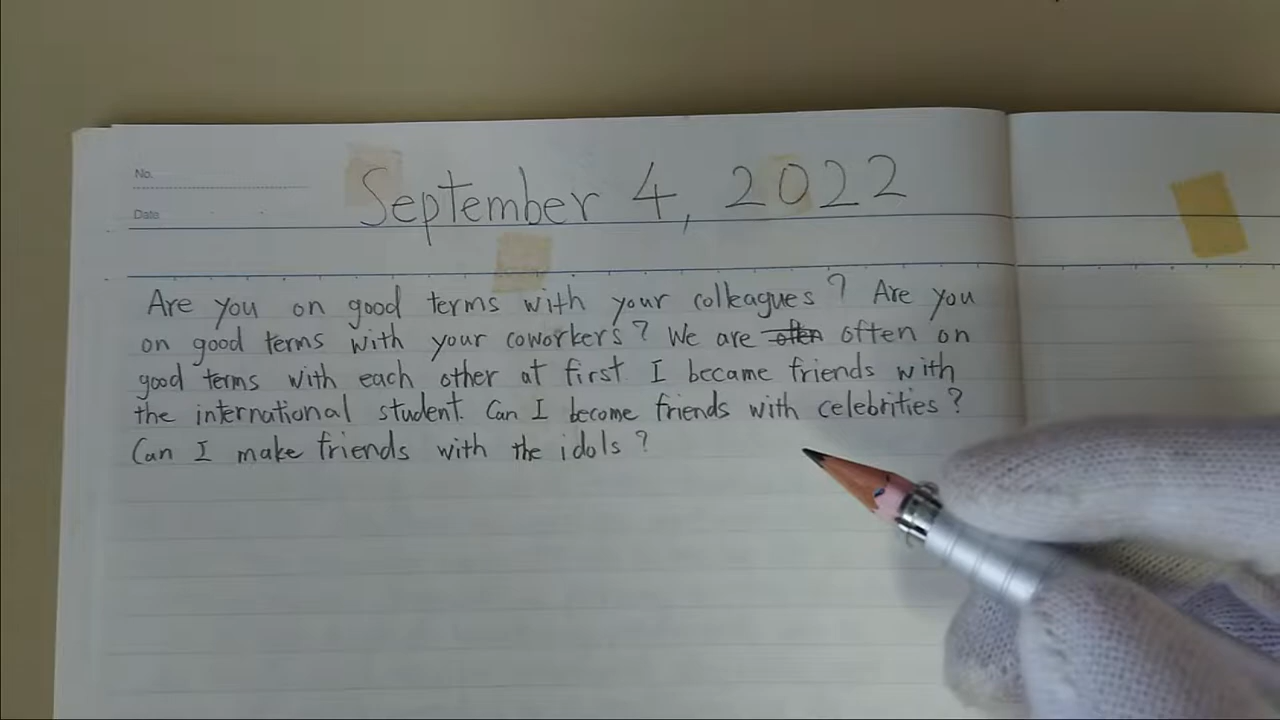 No.
Date
September 4, 2022
Are you on good terms with your colleagues? Are you
on good terms with your coworkers? We are often often on
good terms with each other at first. I became friends with
the international student. Can I become friends with celebrities?
Can I make friends with the idols?